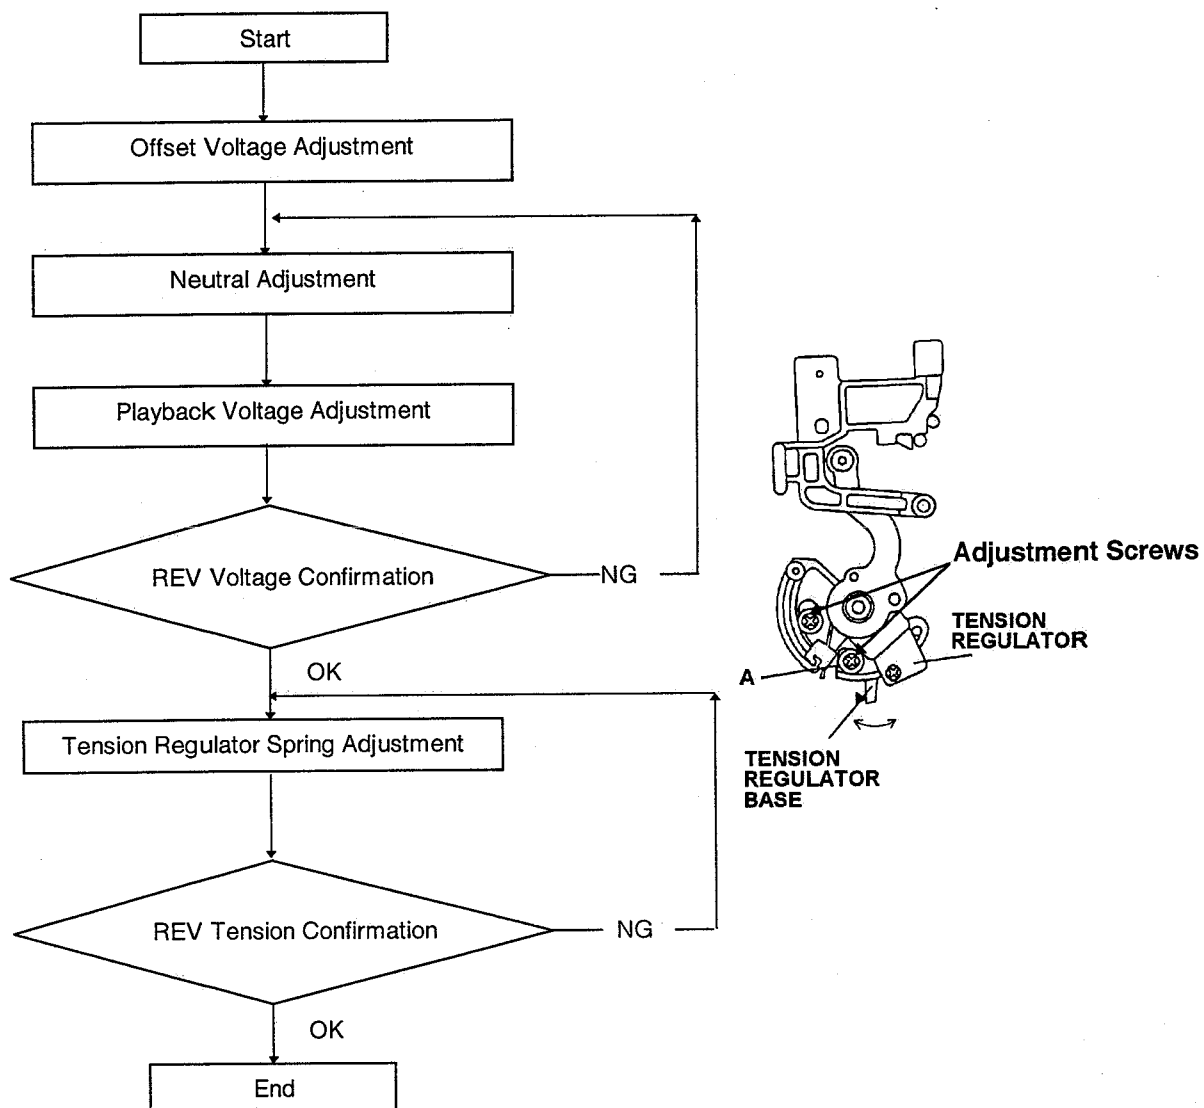 Start
Offset Voltage Adjustment
Neutral Adjustment
Playback Voltage Adjustment
REV Voltage Confirmation
NG
OK
Tension Regulator Spring Adjustment
REV Tension Confirmation
NG
OK
End
Adjustment Screws
TENSION
REGULATOR
A
TENSION
REGULATOR
BASE